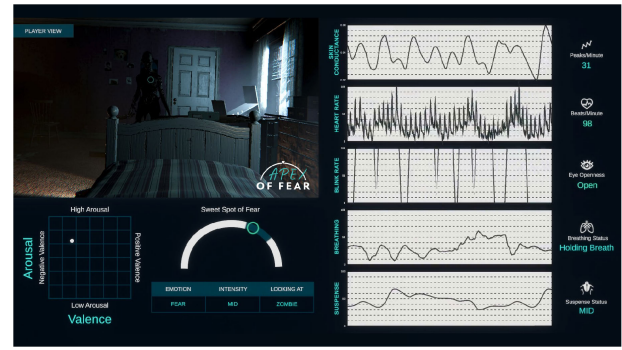 PLAYER VIEW
APEX
OF FEAR
High Arousal
Arousal
Negative Valence
Positive Valence
Low Arousal
Valence
Sweet Spot of Fear
EMOTION INTENSITY LOOKING AT
FEAR MID ZOMBIE
SKIN
CONDUCTANCE
Peaks/Minute
31
HEART RATE
Beats/Minute
98
BLINK RATE
Eye Openness
Open
BREATHING
Breathing Status
Holding Breath
SUSPENSE
Suspense Status
MID